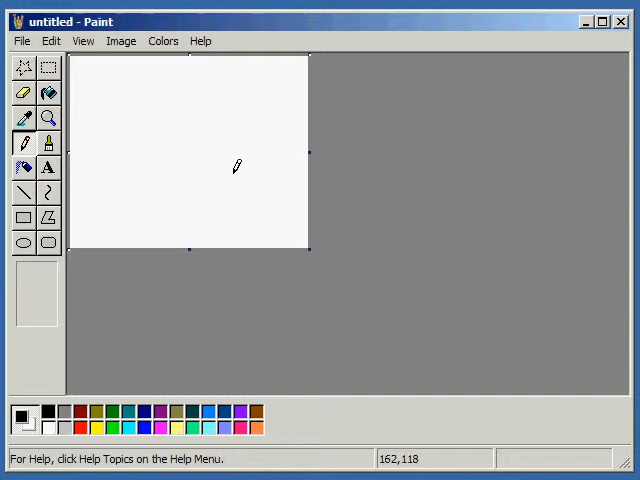 untitled - Paint
File Edit View Image Colors Help
A
For Help, click Help Topics on the Help Menu.
162,118